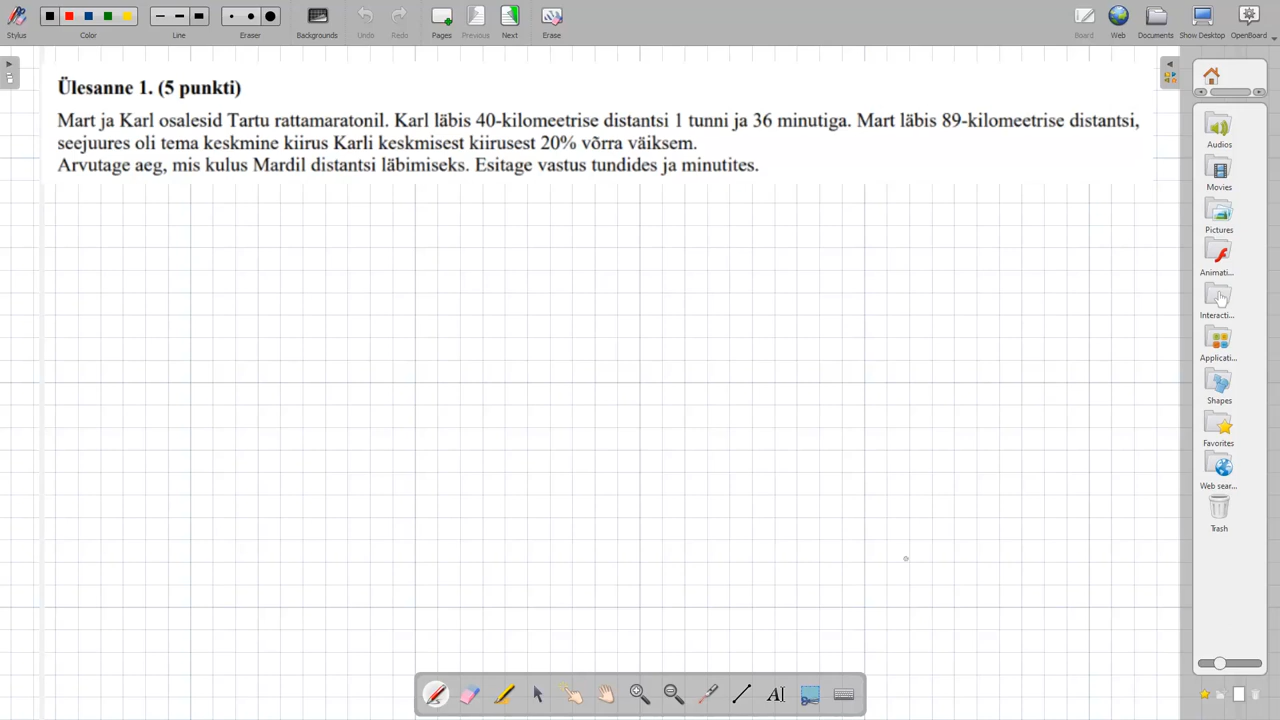 Stylus
Color
Line
Eraser
Backgrounds
Undo
Redo
Pages
Previous
Next
Erase
Board
Web
Documents
Show Desktop
OpenBoard
Ülesanne 1. (5 punkti)
Mart ja Karl osalesid Tartu rattamaratonil. Karl läbis 40-kilomeetrise distantsi 1 tunni ja 36 minutiga. Mart läbis 89-kilomeetrise distantsi,
seejuures oli tema keskmine kiirus Karli keskmisest kiirusest 20% võrra väiksem.
Arvutage aeg, mis kulus Mardil distantsi läbimiseks. Esitage vastus tundides ja minutites.
Audios
Movies
Pictures
Animati...
Interacti...
Applicati...
Shapes
Favorites
Web sear...
Trash
AI